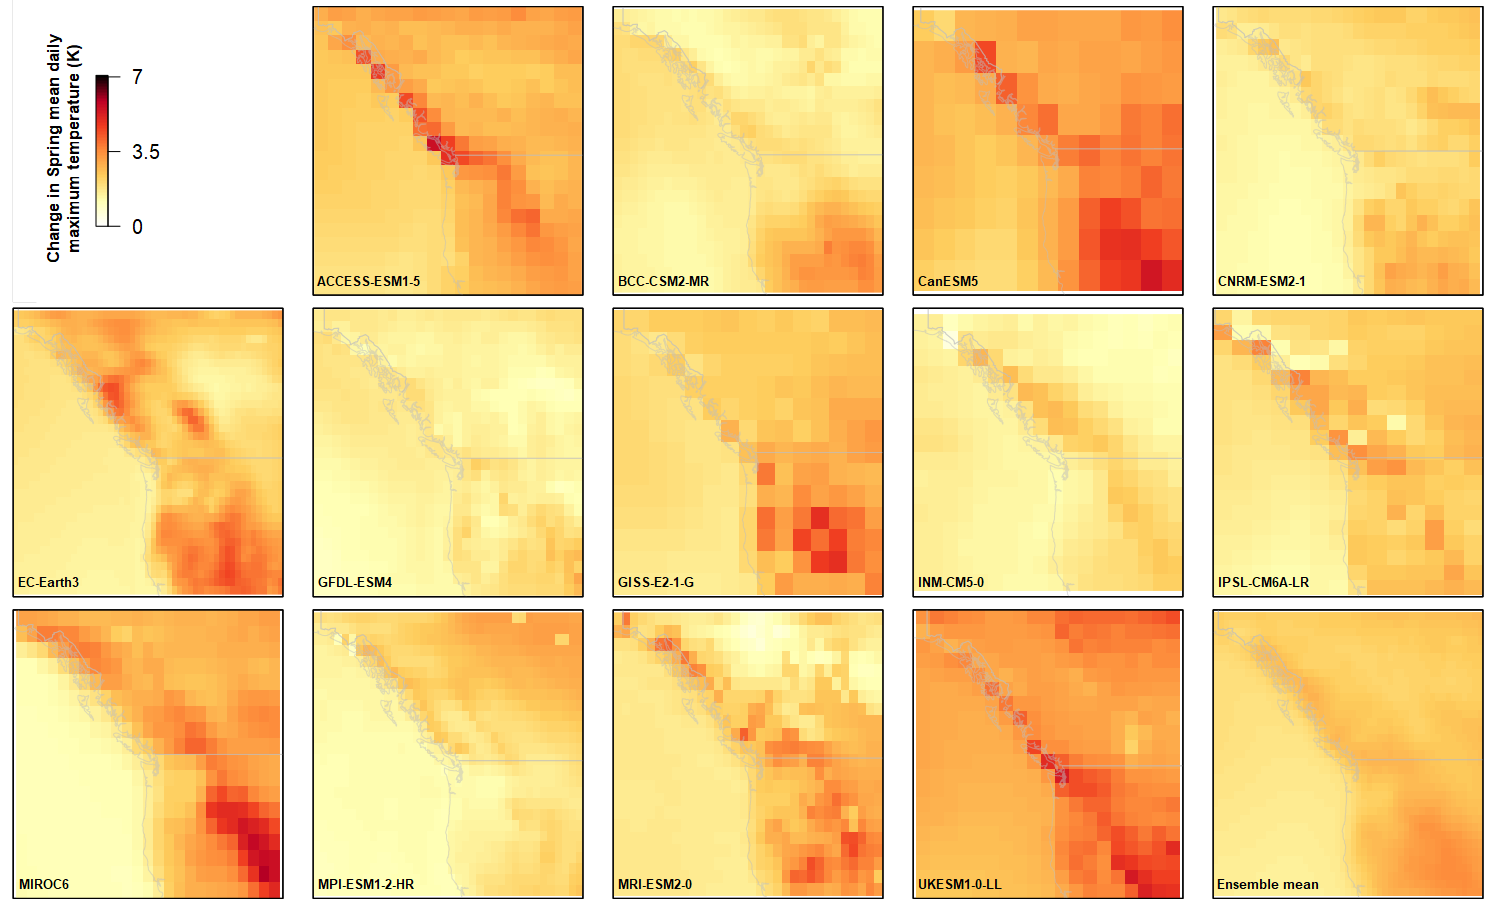 Change in Spring mean daily
maximum temperature (K)
7
3.5
0
ACCESS-ESM1-5
BCC-CSM2-MR
CanESM5
CNRM-ESM2-1
EC-Earth3
GFDL-ESM4
GISS-E2-1-G
INM-CM5-0
IPSL-CM6A-LR
MIROC6
MPI-ESM1-2-HR
MRI-ESM2-0
UKESM1-0-LL
Ensemble mean